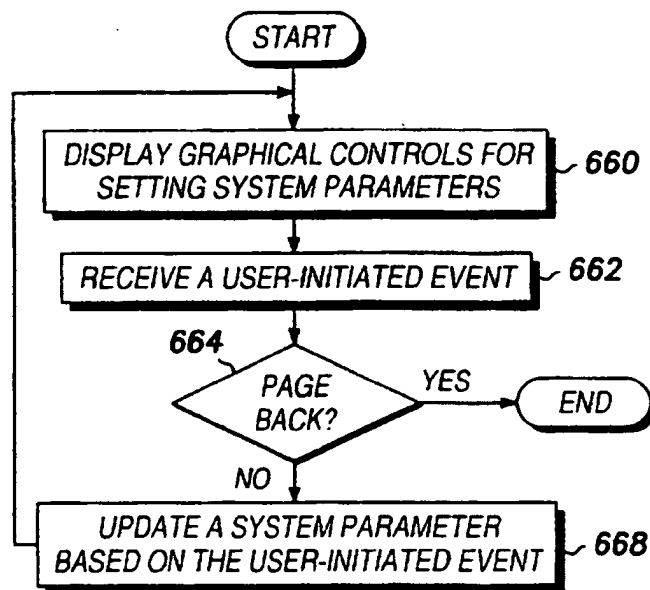 START
DISPLAY GRAPHICAL CONTROLS FOR
SETTING SYSTEM PARAMETERS
660
RECEIVE A USER-INITIATED EVENT
662
664
PAGE
BACK?
YES
END
NO
UPDATE A SYSTEM PARAMETER
BASED ON THE USER-INITIATED EVENT
668